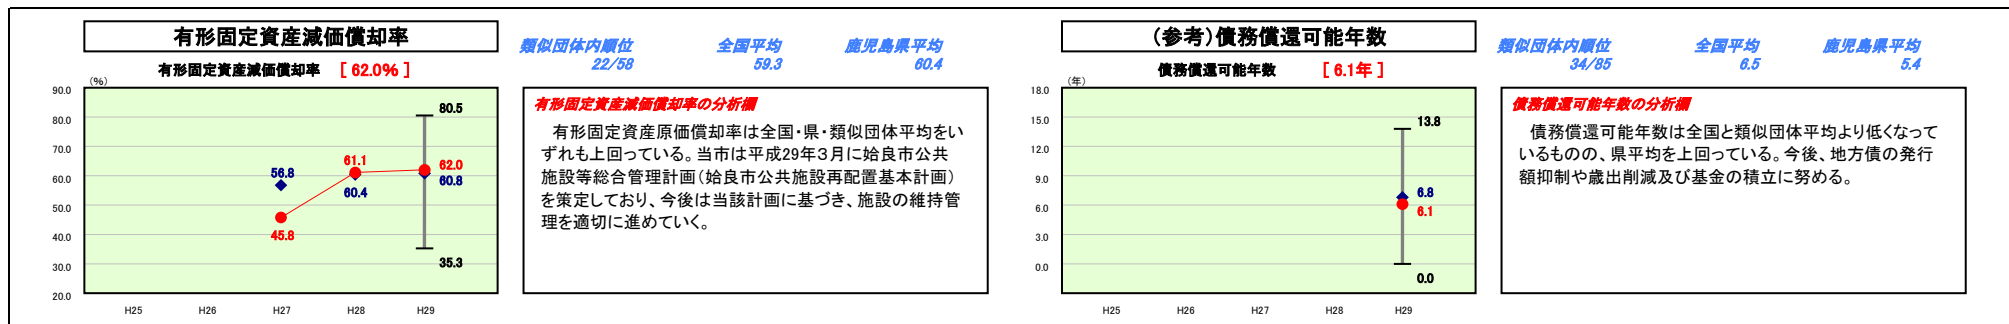 有形固定資産減価償却率
有形固定資産減価償却率 [ 62.0% ]
類似団体内順位 全国平均 鹿児島県平均
22/58 59.3 60.4
(%)
90.0
80.0
70.0
60.0
50.0
40.0
30.0
20.0
80.5
56.8
61.1
62.0
60.4
60.8
45.8
35.3
H25 H26 H27 H28 H29
有形固定資産減価償却率の分析欄
有形固定資産原価償却率は全国・県・類似団体平均をい
ずれも上回っている。当市は平成29年3月に姶良市公共
施設等総合管理計画(姶良市公共施設再配置基本計画)
を策定しており、今後は当該計画に基づき、施設の維持管
理を適切に進めていく。
(参考)債務償還可能年数
債務償還可能年数 [ 6.1年 ]
類似団体内順位 全国平均 鹿児島県平均
34/85 6.5 5.4
(年)
18.0
15.0
12.0
9.0
6.0
3.0
0.0
13.8
6.8
6.1
0.0
H25 H26 H27 H28 H29
債務償還可能年数の分析欄
債務償還可能年数は全国と類似団体平均より低くなって
いるものの、県平均を上回っている。今後、地方債の発行
額抑制や歳出削減及び基金の積立に努める。